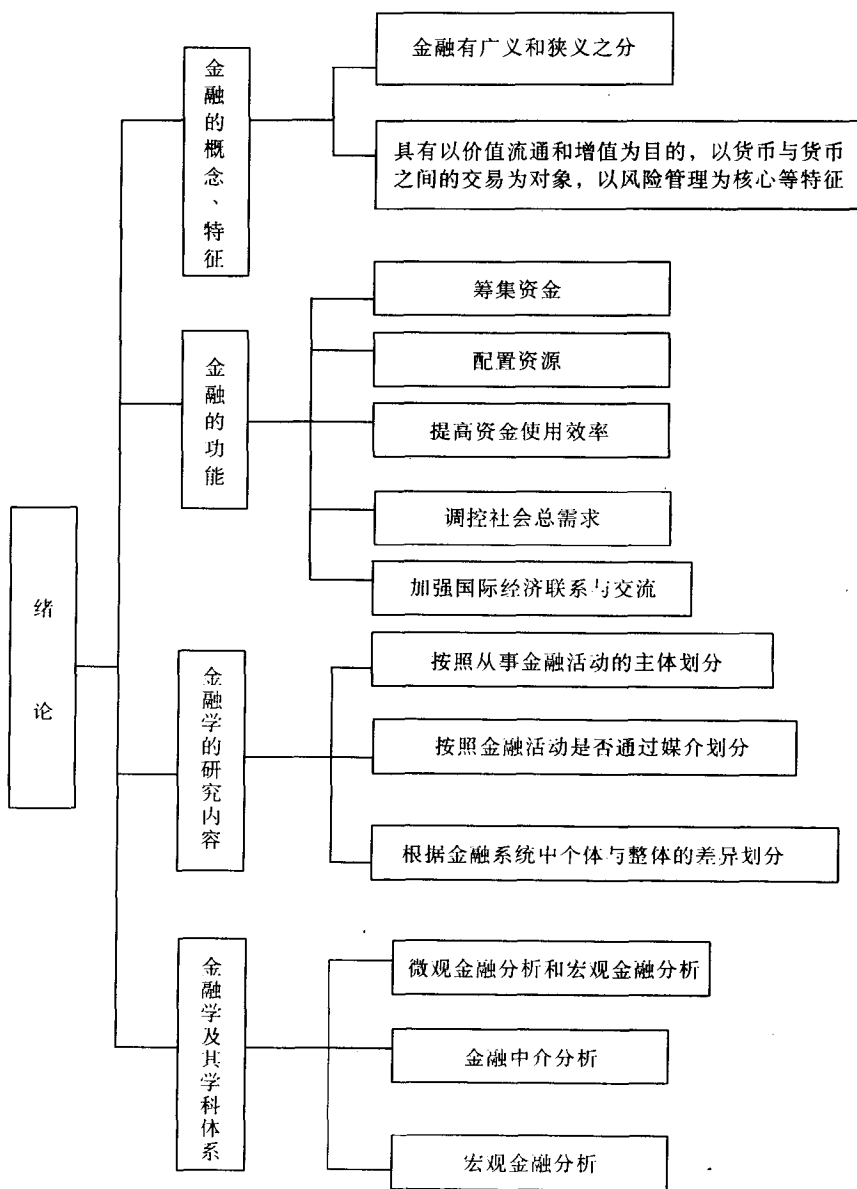 绪论
金融的概念、特征
金融有广义和狭义之分
具有以价值流通和增值为目的，以货币与货币
之间的交易为对象，以风险管理为核心等特征
金融的功能
筹集资金
配置资源
提高资金使用效率
调控社会总需求
加强国际经济联系与交流
金融学的研究内容
按照从事金融活动的主体划分
按照金融活动是否通过媒介划分
根据金融系统中个体与整体的差异划分
金融学及其学科体系
微观金融分析和宏观金融分析
金融中介分析
宏观金融分析